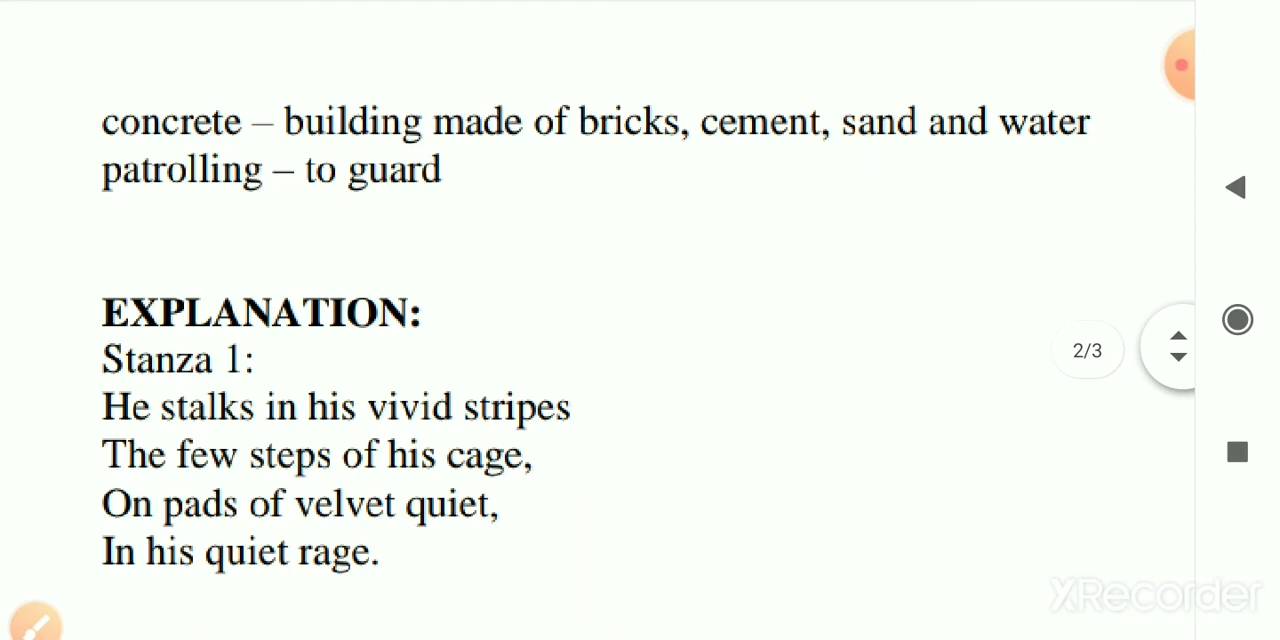 concrete – building made of bricks, cement, sand and water
patrolling – to guard
EXPLANATION:
Stanza 1:
He stalks in his vivid stripes
The few steps of his cage,
On pads of velvet quiet,
In his quiet rage.
2/3
XRecorder